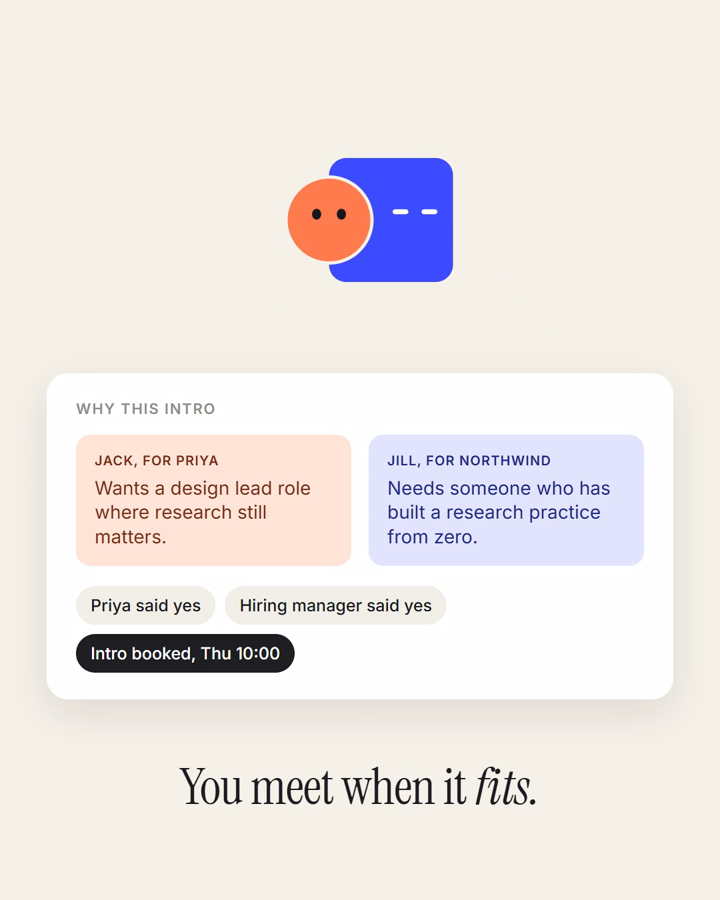 WHY THIS INTRO
JACK, FOR PRIYA
Wants a design lead role
where research still
matters.
JILL, FOR NORTHWIND
Needs someone who has
built a research practice
from zero.
Priya said yes
Hiring manager said yes
Intro booked, Thu 10:00
You meet when it fits.